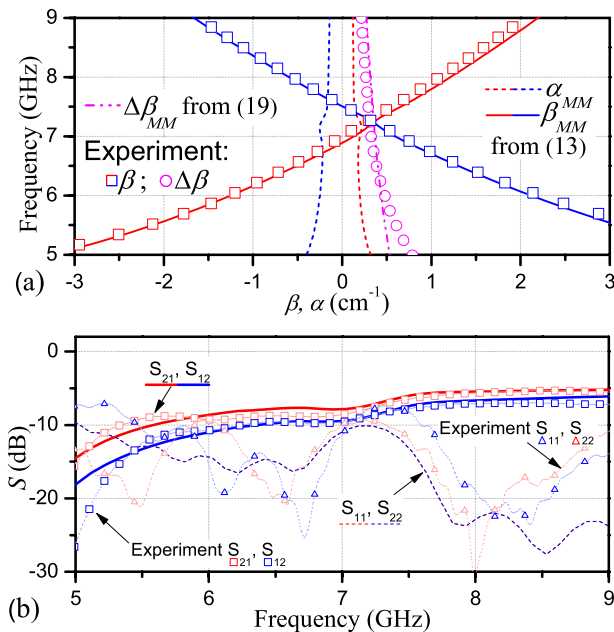 9
8
7
6
5
Frequency (GHz)
Δβ_MM from (19)
Experiment:
β ; Δβ
α_MM
β_MM
from (13)
-3 -2 -1 0 1 2 3
(a)
β, α (cm⁻¹)
0
-10
-20
-30
S (dB)
S₂₁, S₁₂
Experiment S₁₁, S₂₂
S₁₁, S₂₂
Experiment S₂₁, S₁₂
5 6 7 8 9
(b)
Frequency (GHz)